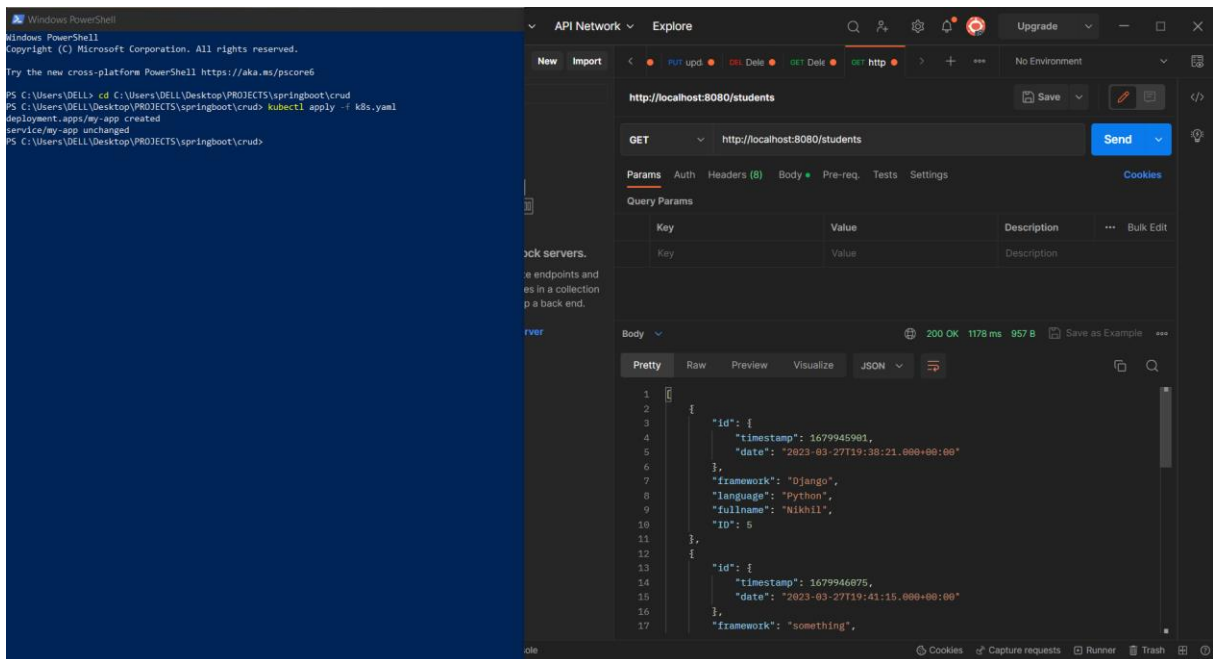 Windows PowerShell
Windows PowerShell
Copyright (C) Microsoft Corporation. All rights reserved.
Try the new cross-platform PowerShell https://aka.ms/pscore6
PS C:\Users\DELL> cd C:\Users\DELL\Desktop\PROJECTS\springboot\crud
PS C:\Users\DELL\Desktop\PROJECTS\springboot\crud> kubectl apply -f k8s.yaml
deployment.apps/my-app created
service/my-app unchanged
PS C:\Users\DELL\Desktop\PROJECTS\springboot\crud>
API Network Explore Upgrade
New Import PUT upd. DEL Dele GET Dele GET http No Environment
http://localhost:8080/students Save
GET http://localhost:8080/students Send
Params Auth Headers (8) Body Pre-req. Tests Settings Cookies
Query Params
Key Value Description Bulk Edit
Key Value Description
ock servers.
e endpoints and
es in a collection
p a back end.
rver
Body 200 OK 1178 ms 957 B Save as Example
Pretty Raw Preview Visualize JSON
1 [
2 {
3 "id": {
4 "timestamp": 1679945901,
5 "date": "2023-03-27T19:38:21.000+00:00"
6 },
7 "framework": "Django",
8 "language": "Python",
9 "fullname": "Nikhil",
10 "ID": 5
11 },
12 {
13 "id": {
14 "timestamp": 1679946075,
15 "date": "2023-03-27T19:41:15.000+00:00"
16 },
17 "framework": "something",
ole Cookies Capture requests Runner Trash